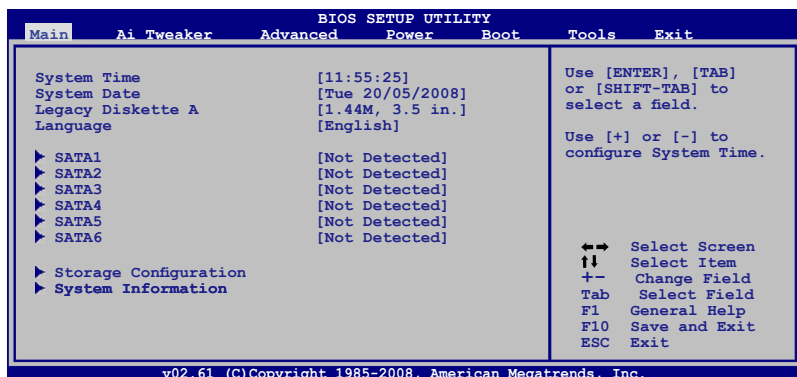 BIOS SETUP UTILITY
Main Ai Tweaker Advanced Power Boot Tools Exit
System Time [11:55:25]
System Date [Tue 20/05/2008]
Legacy Diskette A [1.44M, 3.5 in.]
Language [English]
SATA1 [Not Detected]
SATA2 [Not Detected]
SATA3 [Not Detected]
SATA4 [Not Detected]
SATA5 [Not Detected]
SATA6 [Not Detected]
Storage Configuration
System Information
Use [ENTER], [TAB]
or [SHIFT-TAB] to
select a field.
Use [+] or [-] to
configure System Time.
←→ Select Screen
↑↓ Select Item
+- Change Field
Tab Select Field
F1 General Help
F10 Save and Exit
ESC Exit
v02.61 (C)Copyright 1985-2008, American Megatrends, Inc.